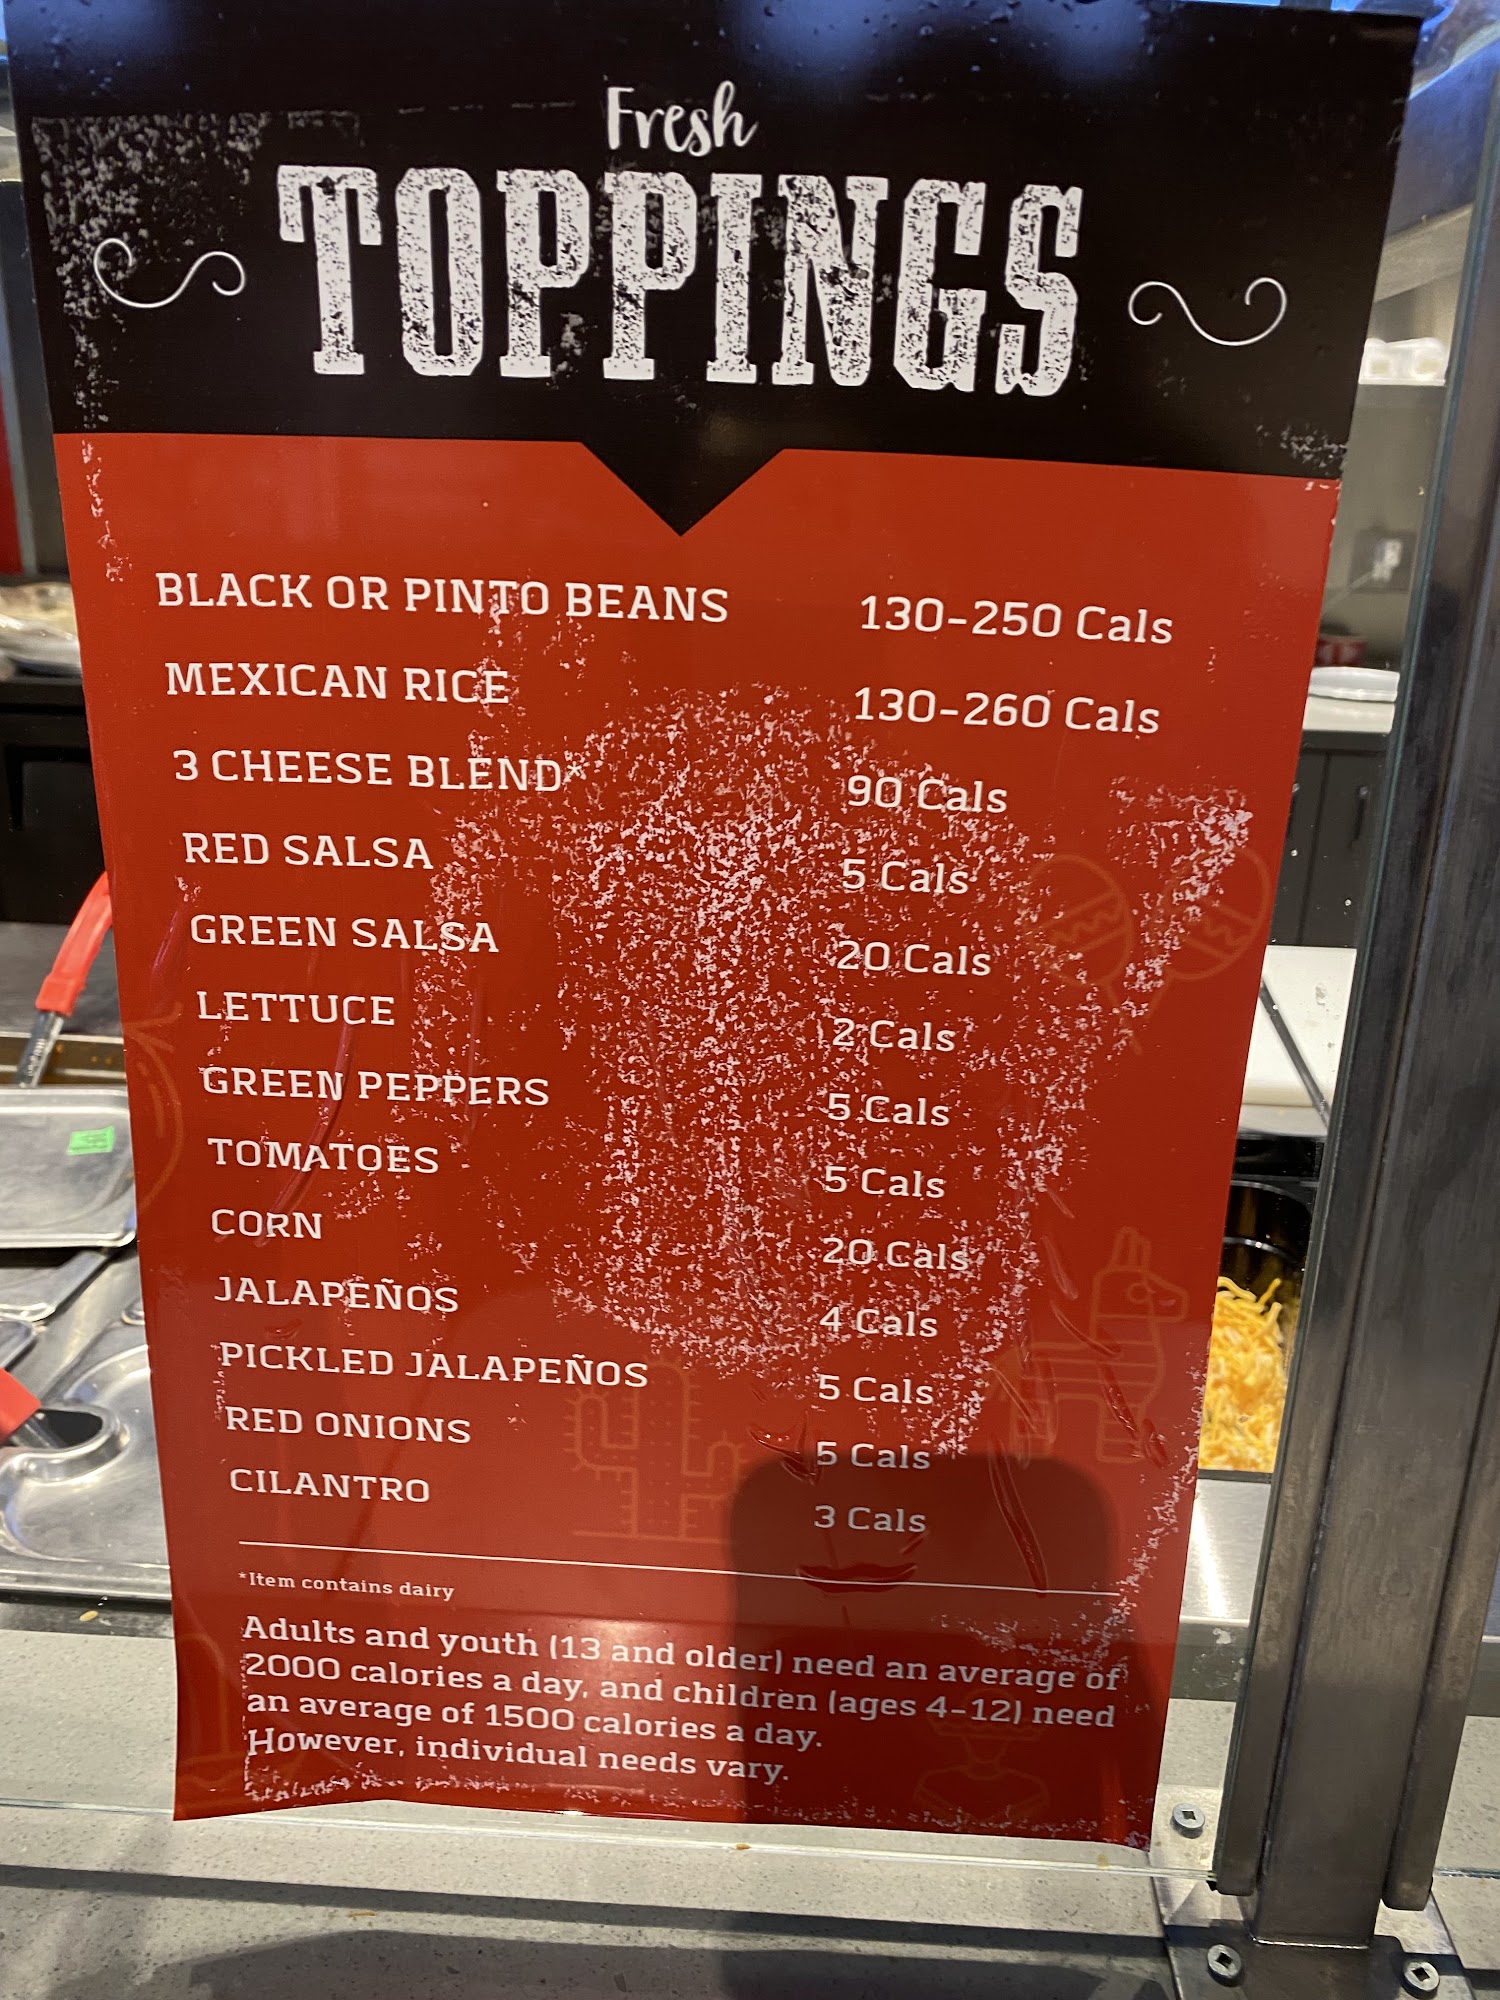 Fresh
TOPPINGS
BLACK OR PINTO BEANS 130-250 Cals
MEXICAN RICE 130-260 Cals
3 CHEESE BLEND* 90 Cals
RED SALSA 5 Cals
GREEN SALSA 20 Cals
LETTUCE 2 Cals
GREEN PEPPERS 5 Cals
TOMATOES 5 Cals
CORN 20 Cals
JALAPEÑOS 4 Cals
PICKLED JALAPEÑOS 5 Cals
RED ONIONS 5 Cals
CILANTRO 3 Cals
*Item contains dairy
Adults and youth (13 and older) need an average of
2000 calories a day, and children (ages 4-12) need
an average of 1500 calories a day.
However, individual needs vary.